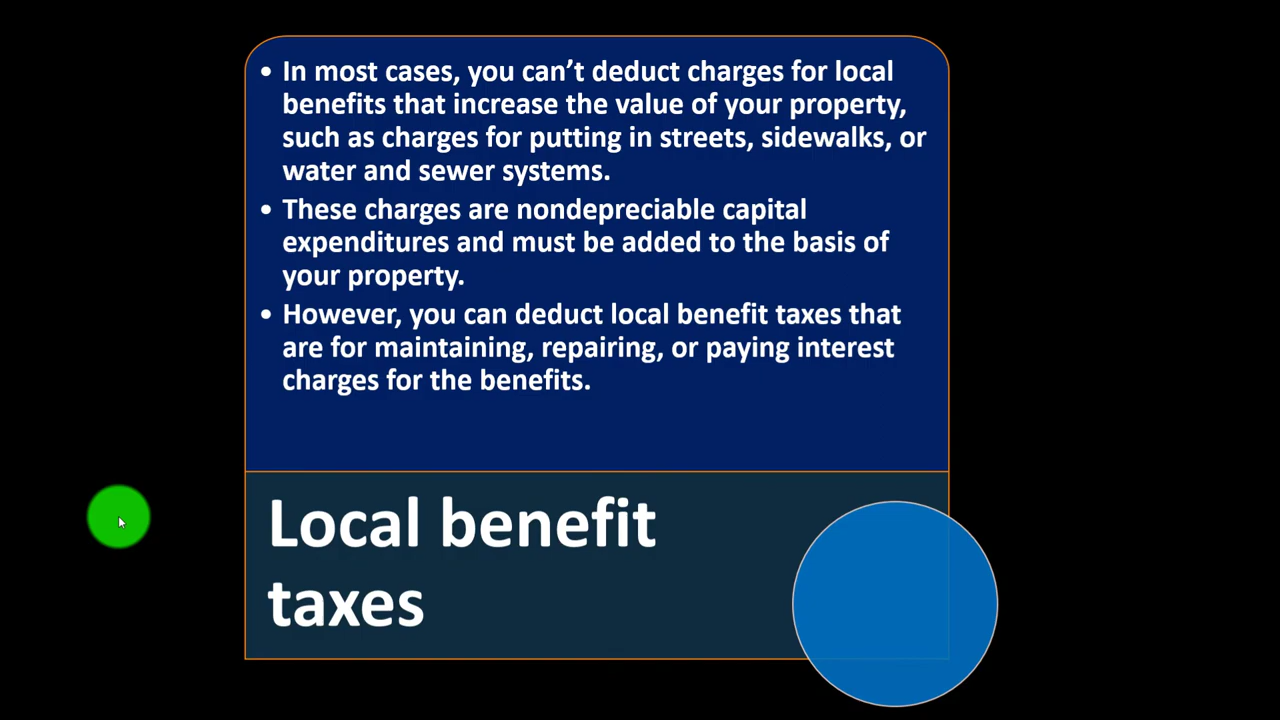 • In most cases, you can’t deduct charges for local
benefits that increase the value of your property,
such as charges for putting in streets, sidewalks, or
water and sewer systems.
• These charges are nondepreciable capital
expenditures and must be added to the basis of
your property.
• However, you can deduct local benefit taxes that
are for maintaining, repairing, or paying interest
charges for the benefits.
Local benefit
taxes